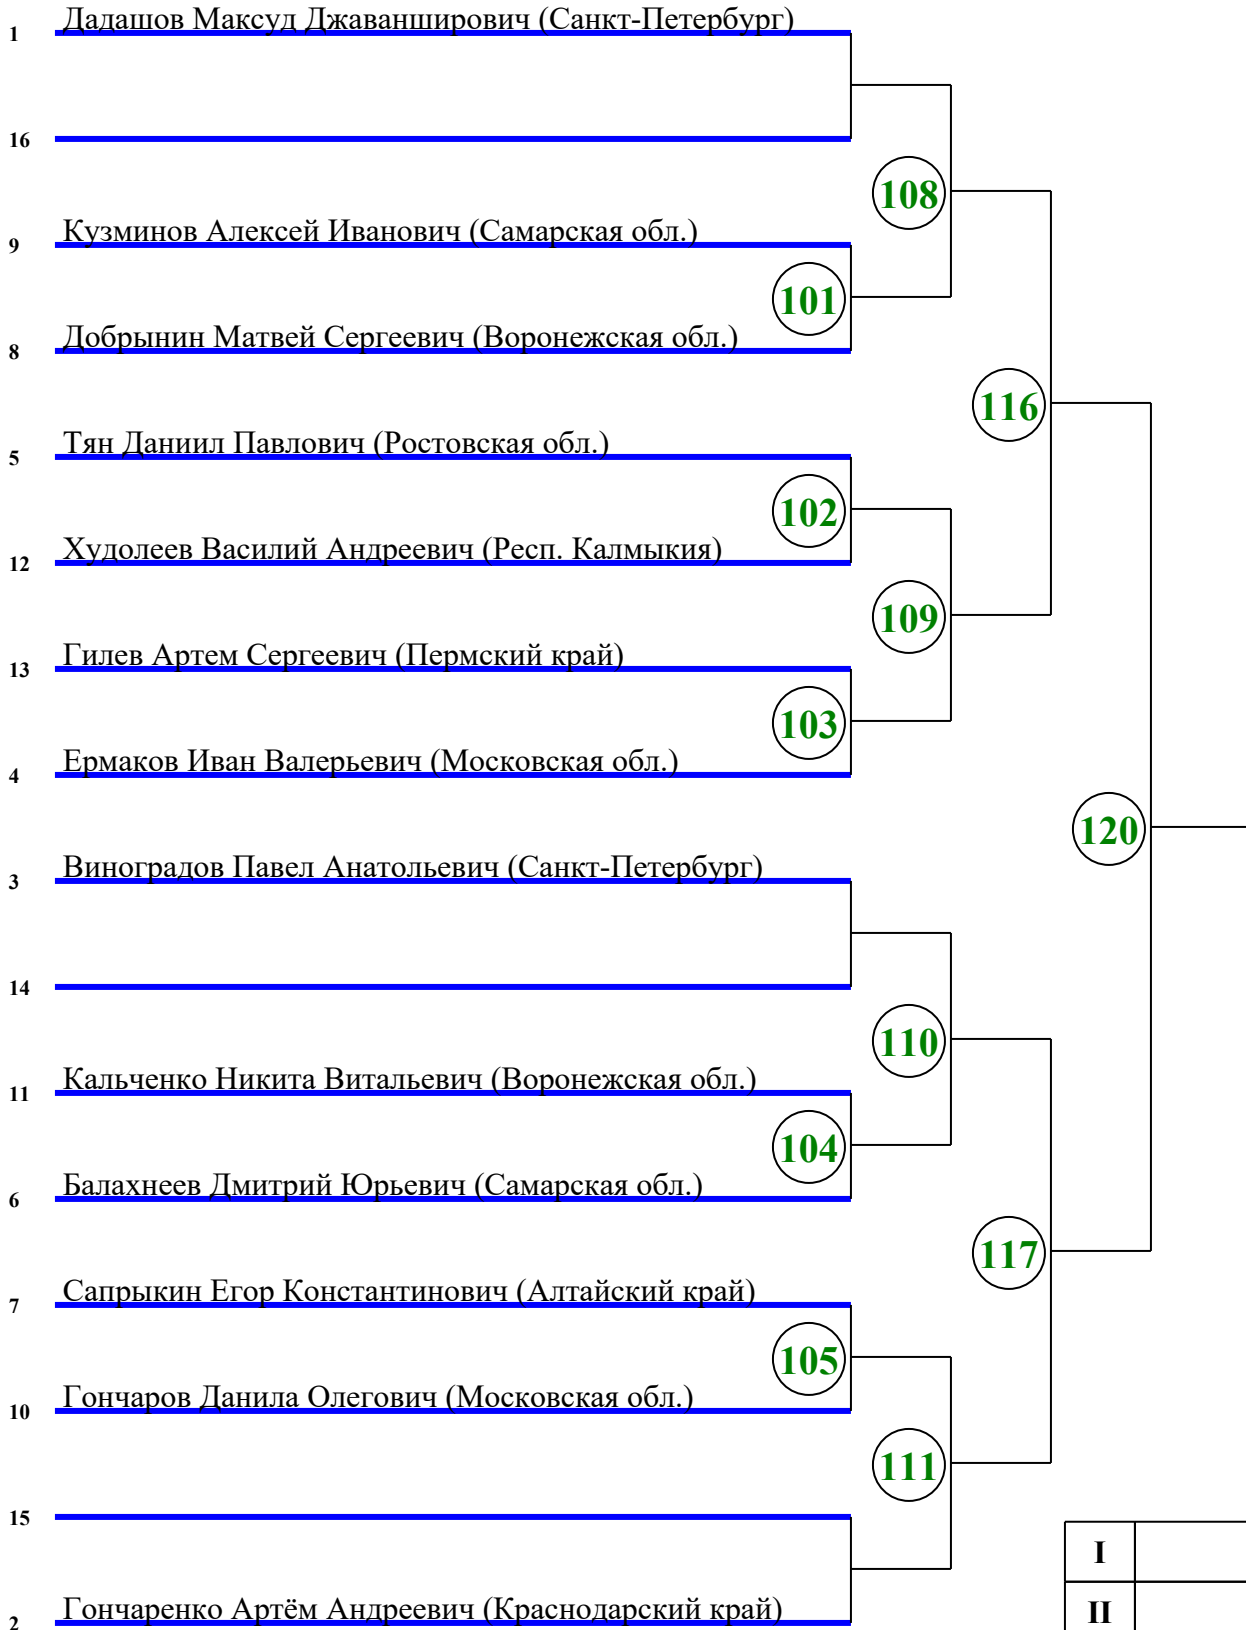 1 Дадашов Максуд Джаванширович (Санкт-Петербург)
16
108
9 Кузминов Алексей Иванович (Самарская обл.)
101
8 Добрынин Матвей Сергеевич (Воронежская обл.)
116
5 Тян Даниил Павлович (Ростовская обл.)
102
12 Худолеев Василий Андреевич (Респ. Калмыкия)
109
13 Гилев Артем Сергеевич (Пермский край)
103
4 Ермаков Иван Валерьевич (Московская обл.)
120
3 Виноградов Павел Анатольевич (Санкт-Петербург)
14
110
11 Кальченко Никита Витальевич (Воронежская обл.)
104
6 Балахнеев Дмитрий Юрьевич (Самарская обл.)
117
7 Сапрыкин Егор Константинович (Алтайский край)
105
10 Гончаров Данила Олегович (Московская обл.)
111
15
I
2 Гончаренко Артём Андреевич (Краснодарский край)
II